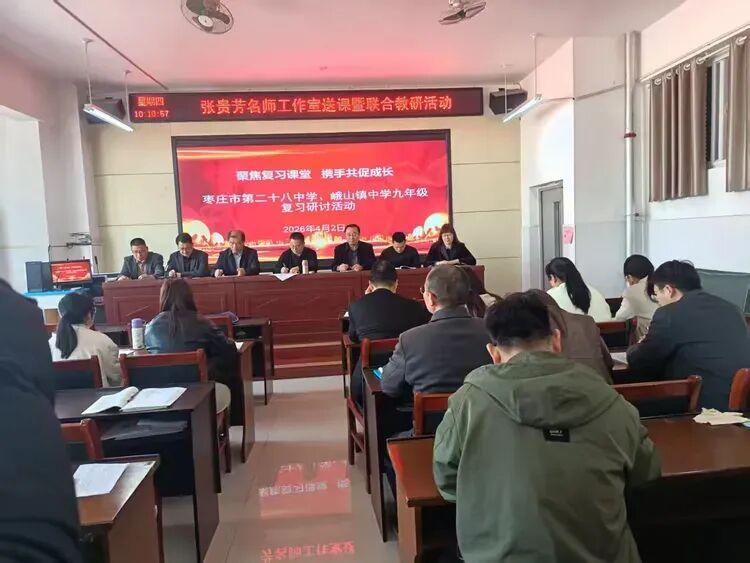 星期四
10:10:57
张贵芳名师工作室送课暨联合教研活动
聚焦复习课堂 携手共促成长
枣庄市第二十八中学、峨山镇中学九年级
复习研讨活动
2026年4月2日